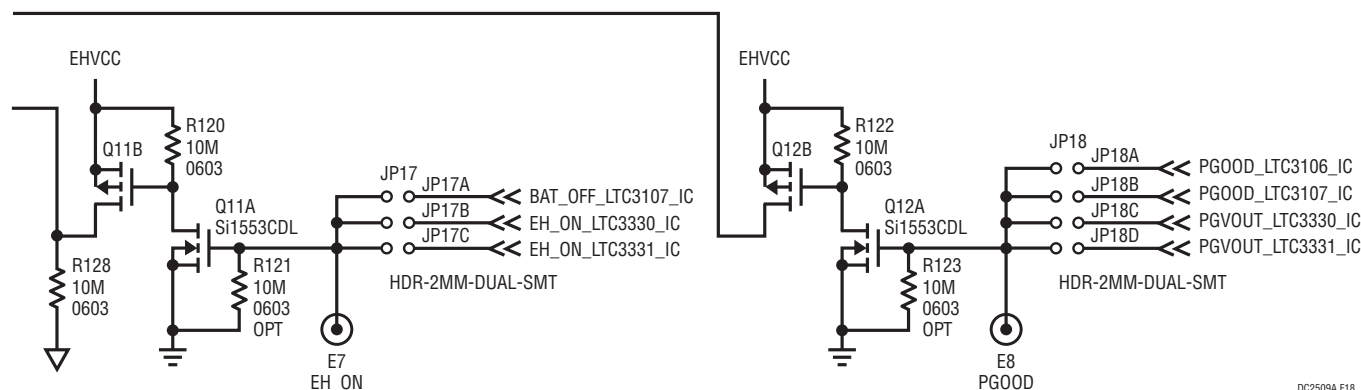 EHVCC
Q11B
R120
10M
0603
Q11A
Si1553CDL
R128
10M
0603
R121
10M
0603
OPT
JP17
JP17A
BAT_OFF_LTC3107_IC
JP17B
EH_ON_LTC3330_IC
JP17C
EH_ON_LTC3331_IC
HDR-2MM-DUAL-SMT
E7
EH_ON
EHVCC
Q12B
R122
10M
0603
Q12A
Si1553CDL
R123
10M
0603
OPT
JP18
JP18A
PGOOD_LTC3106_IC
JP18B
PGOOD_LTC3107_IC
JP18C
PGVOUT_LTC3330_IC
JP18D
PGVOUT_LTC3331_IC
HDR-2MM-DUAL-SMT
E8
PGOOD
DC2509A F18